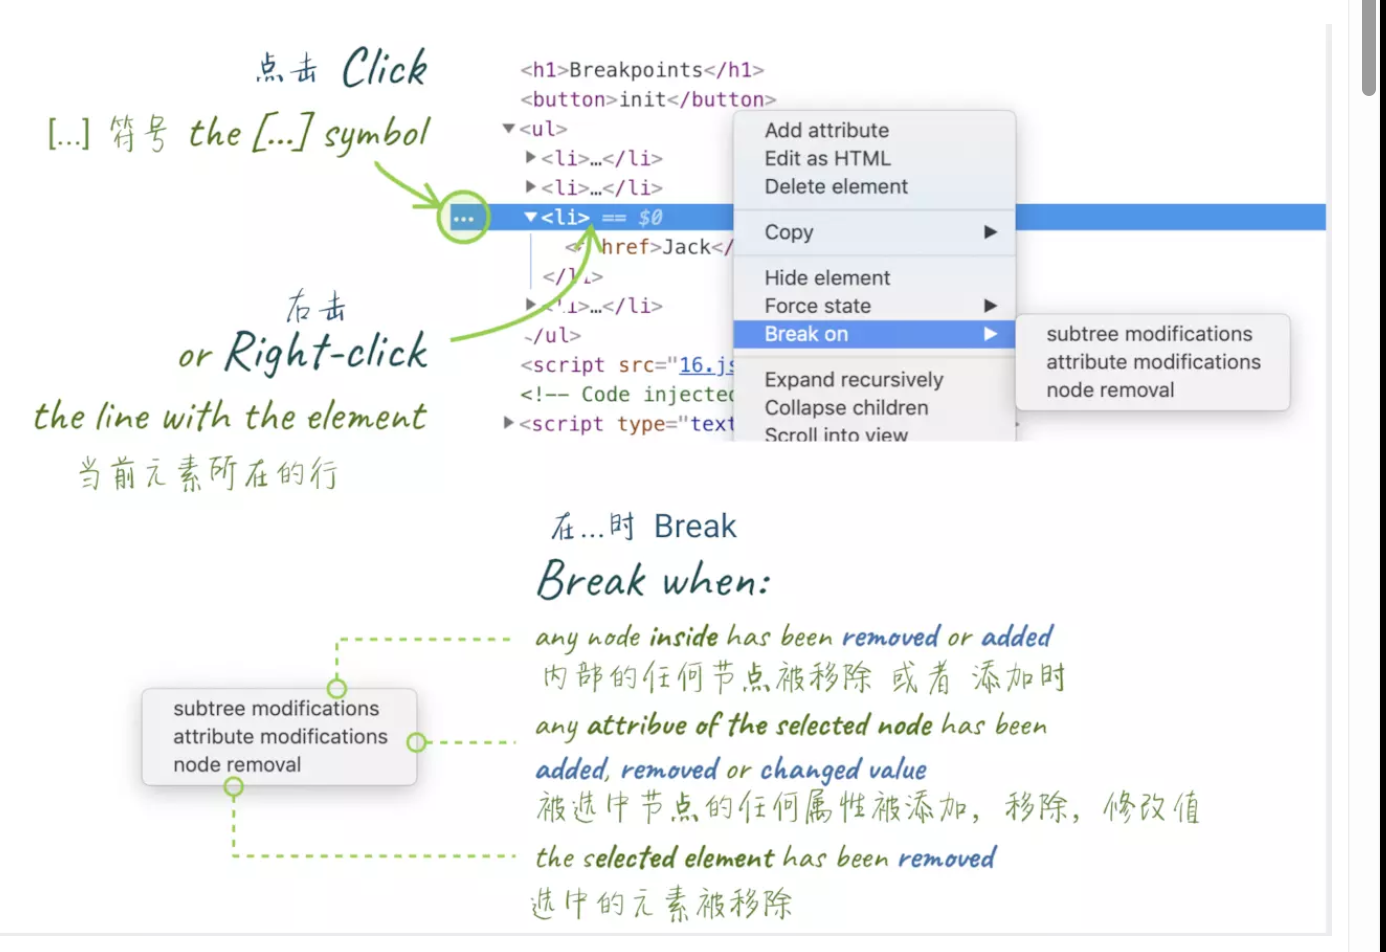 点击 Click
[...] 符号 the [...] symbol
右击
or Right-click
the line with the element
当前元素所在的行
<h1>Breakpoints</h1>
<button>init</button>
▼<ul>
▶<li>…</li>
▶<li>…</li>
... ▼<li> == $0
href>Jack</
</li>
▶<li>…</li>
</ul>
<script src="16.js
<!-- Code injected
▶<script type="text
Add attribute
Edit as HTML
Delete element
Copy ▶
Hide element
Force state ▶
Break on ▶
Expand recursively
Collapse children
Scroll into view
subtree modifications
attribute modifications
node removal
在...时 Break
Break when:
any node inside has been removed or added
内部的任何节点被移除 或者 添加时
any attribue of the selected node has been
added, removed or changed value
被选中节点的任何属性被添加，移除，修改值
the selected element has been removed
选中的元素被移除
subtree modifications
attribute modifications
node removal